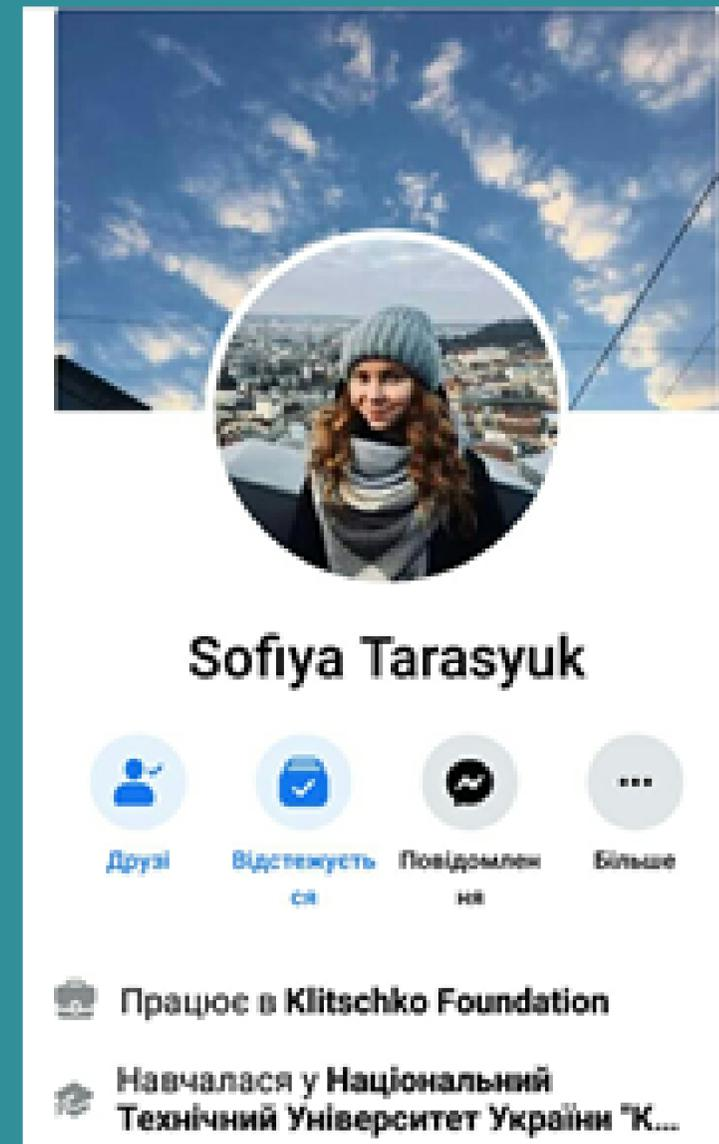 Sofiya Tarasyuk
Друзі
Відстежуєть
ся
Повідомлен
ня
Більше
Працює в Klitschko Foundation
Навчалася у Національний
Технічний Університет України "К...